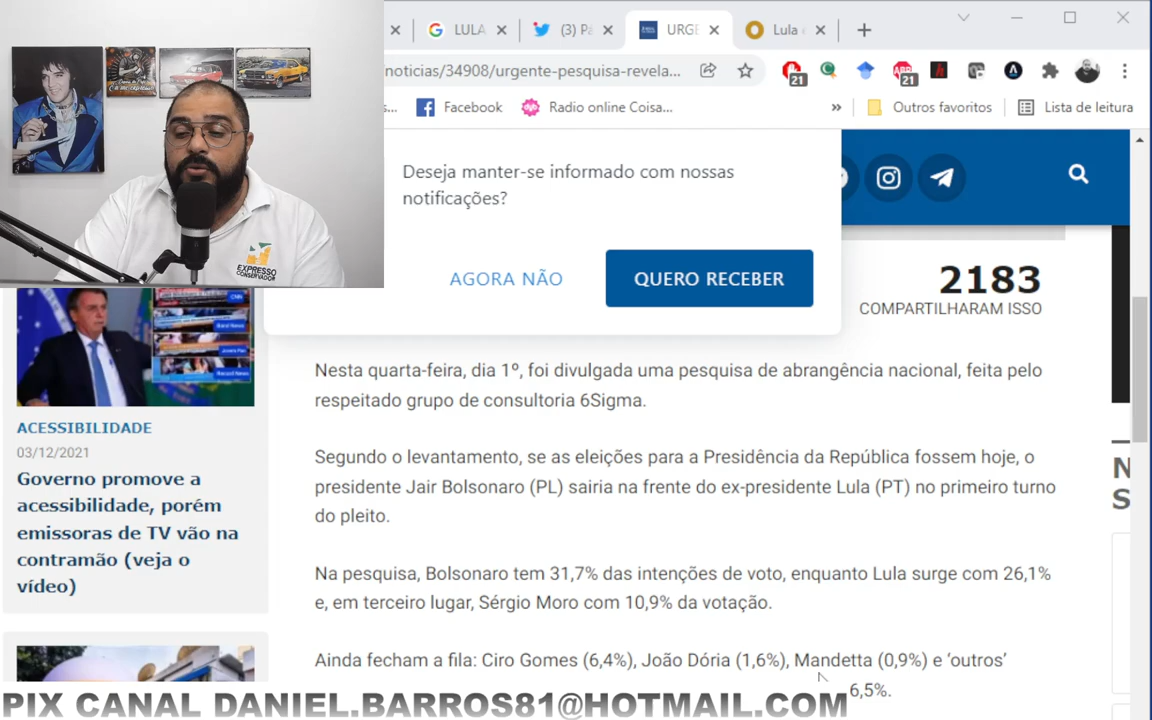 LULA
(3) Pá
URGE
Lula e
noticias/34908/urgente-pesquisa-revela...
21
21
s...
Facebook
Radio online Coisa...
»
Outros favoritos
Lista de leitura
Deseja manter-se informado com nossas
notificações?
AGORA NÃO
QUERO RECEBER
2183
COMPARTILHARAM ISSO
EXPRESSO
CONSERVADOR
ACESSIBILIDADE
03/12/2021
Governo promove a
acessibilidade, porém
emissoras de TV vão na
contramão (veja o
vídeo)
Nesta quarta-feira, dia 1º, foi divulgada uma pesquisa de abrangência nacional, feita pelo
respeitado grupo de consultoria 6Sigma.
Segundo o levantamento, se as eleições para a Presidência da República fossem hoje, o
presidente Jair Bolsonaro (PL) sairia na frente do ex-presidente Lula (PT) no primeiro turno
do pleito.
Na pesquisa, Bolsonaro tem 31,7% das intenções de voto, enquanto Lula surge com 26,1%
e, em terceiro lugar, Sérgio Moro com 10,9% da votação.
Ainda fecham a fila: Ciro Gomes (6,4%), João Dória (1,6%), Mandetta (0,9%) e ‘outros’
6,5%.
N
S
PIX CANAL DANIEL.BARROS81@HOTMAIL.COM